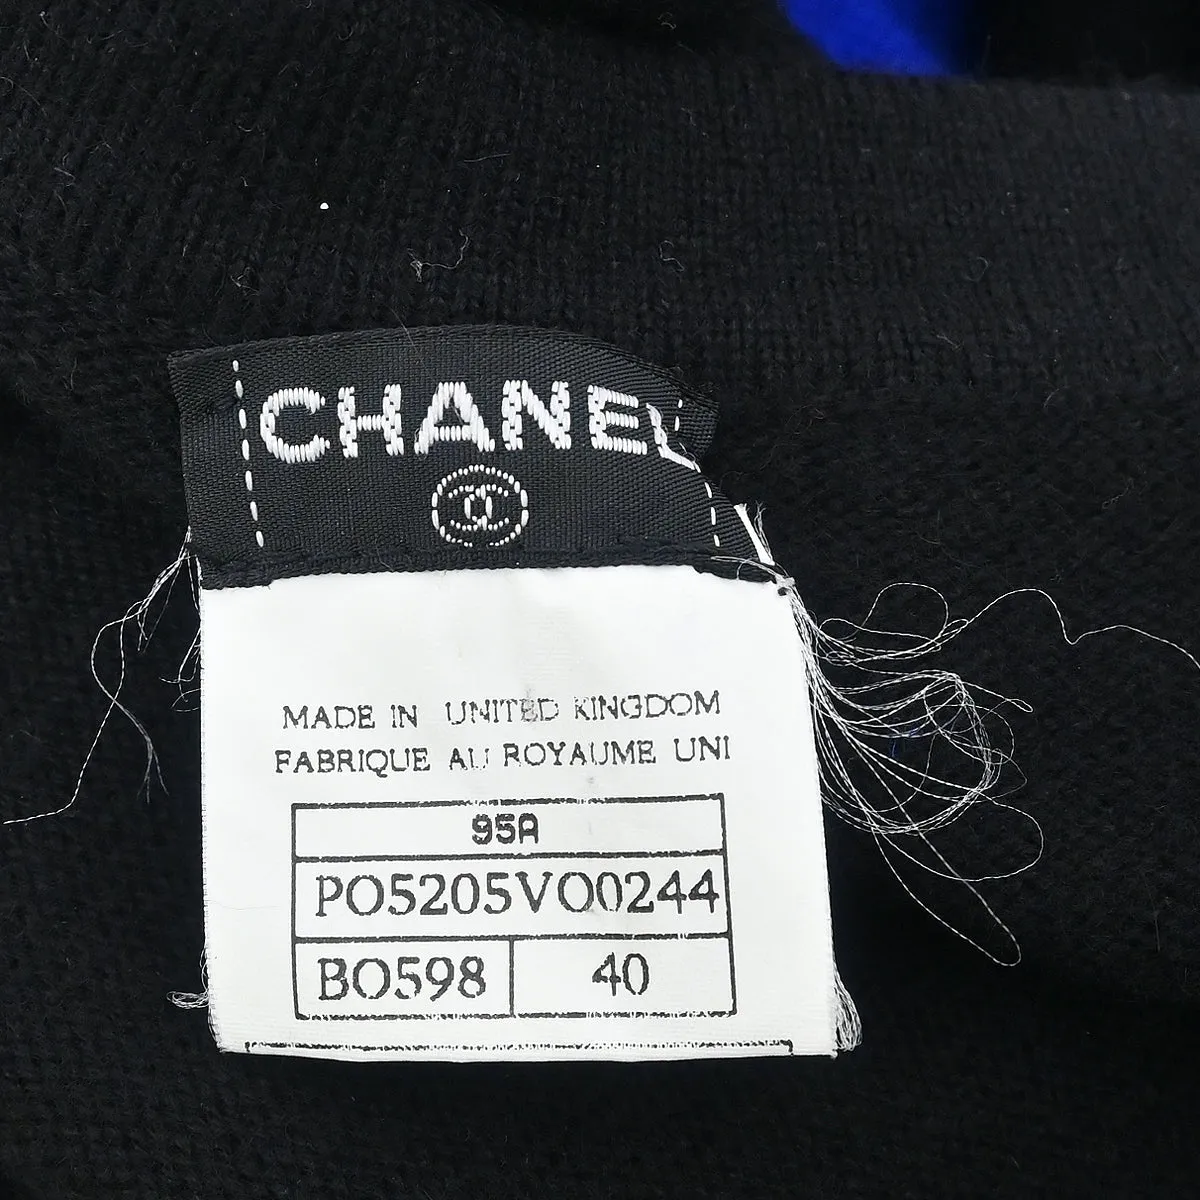 CHANEL
MADE IN UNITED KINGDOM
FABRIQUE AU ROYAUME UNI
95A
PO5205VO0244
BO598 40